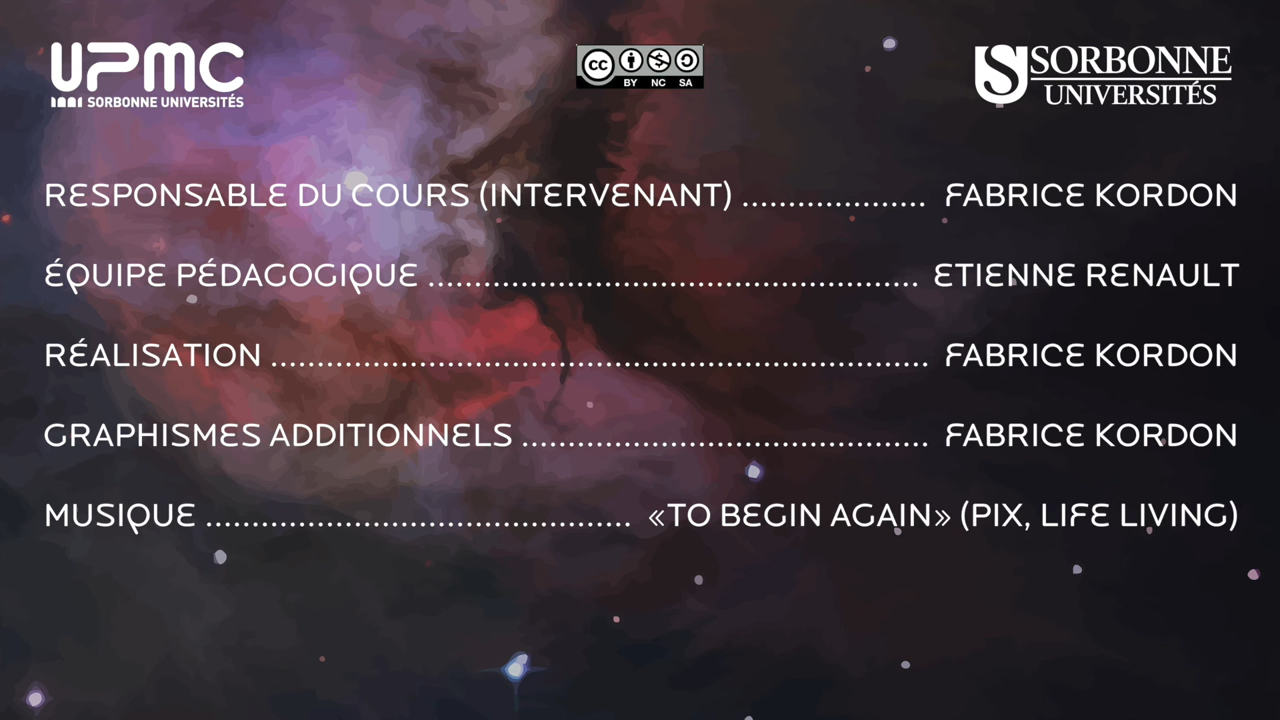 UPMC
SORBONNE UNIVERSITÉS
cc
BY NC SA
SORBONNE
UNIVERSITÉS
RESPONSABLE DU COURS (INTERVENANT) .................... FABRICE KORDON
ÉQUIPE PÉDAGOGIQUE ..................................................... ETIENNE RENAULT
RÉALISATION ....................................................................... FABRICE KORDON
GRAPHISMES ADDITIONNELS ............................................ FABRICE KORDON
MUSIQUE .............................................. «TO BEGIN AGAIN» (PIX, LIFE LIVING)